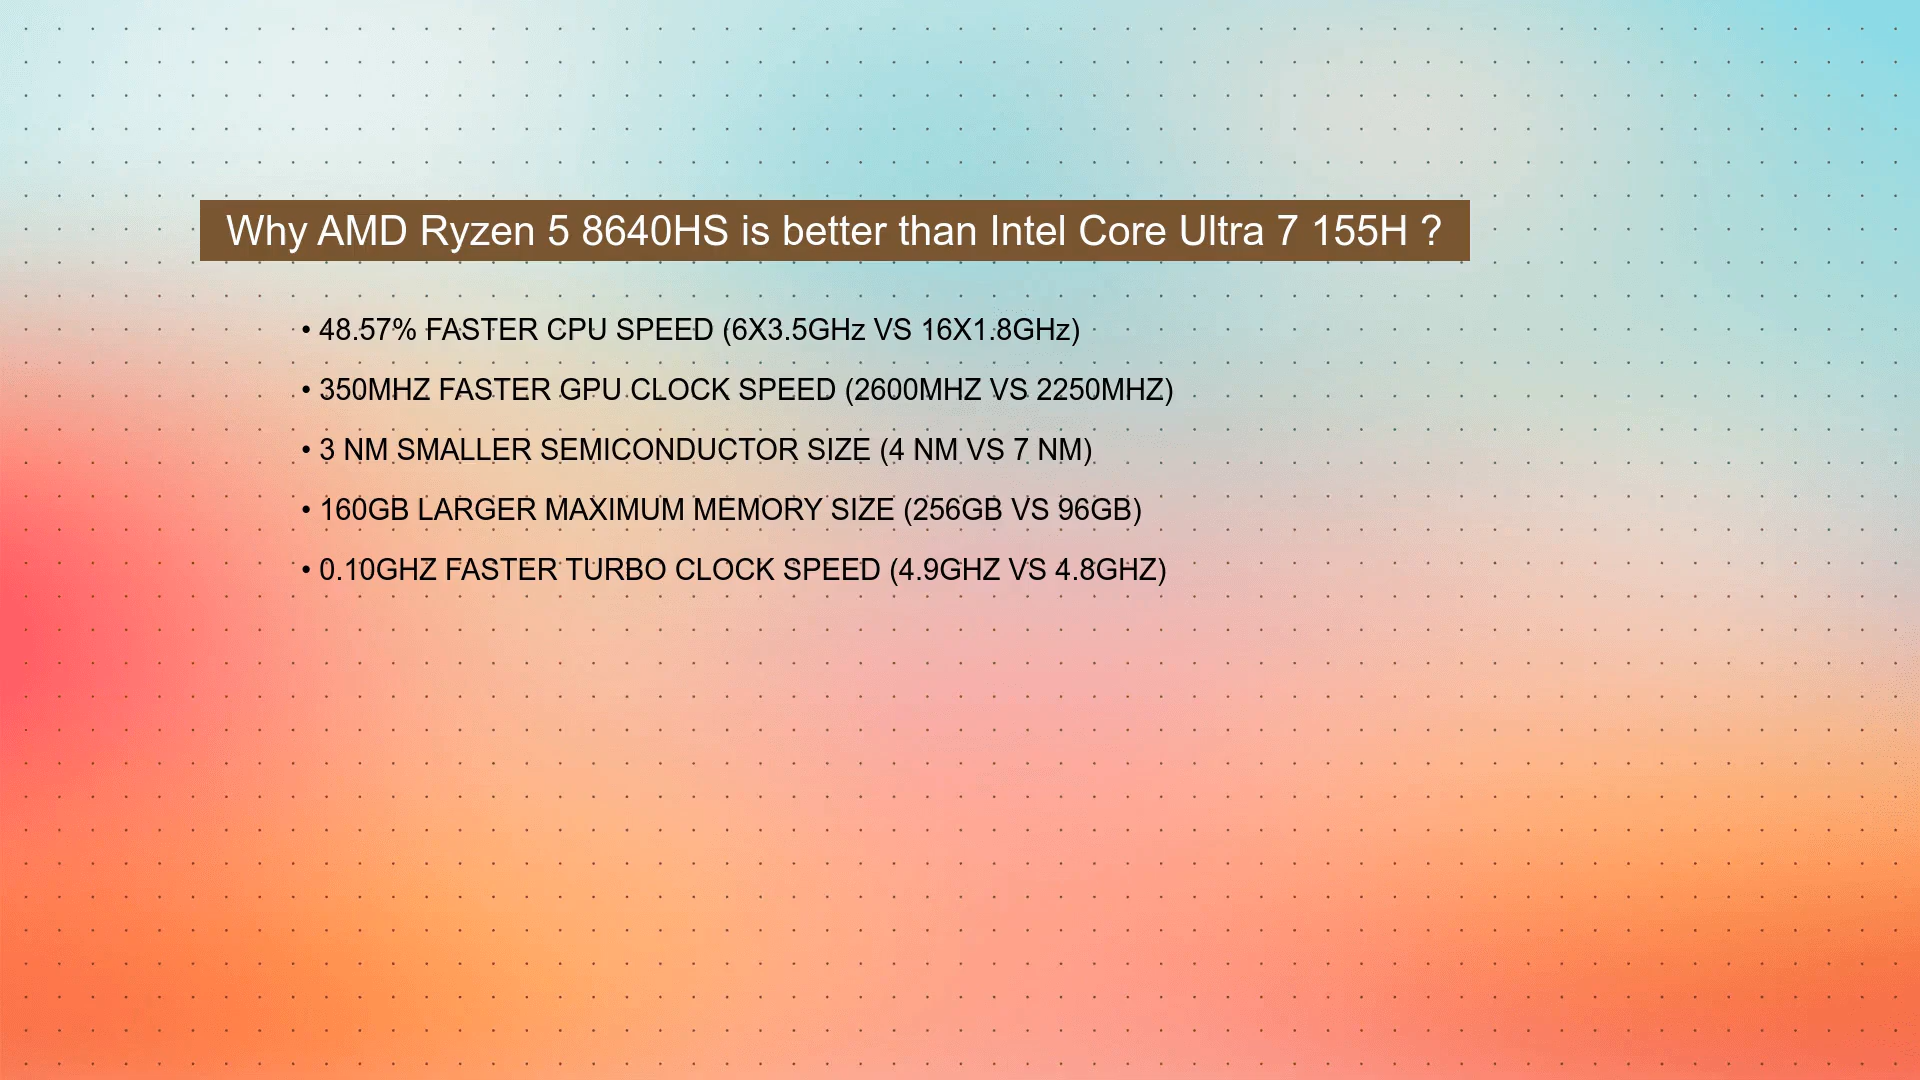 Why AMD Ryzen 5 8640HS is better than Intel Core Ultra 7 155H ?
• 48.57% FASTER CPU SPEED (6X3.5GHz VS 16X1.8GHz)
• 350MHZ FASTER GPU CLOCK SPEED (2600MHZ VS 2250MHZ)
• 3 NM SMALLER SEMICONDUCTOR SIZE (4 NM VS 7 NM)
• 160GB LARGER MAXIMUM MEMORY SIZE (256GB VS 96GB)
• 0.10GHZ FASTER TURBO CLOCK SPEED (4.9GHZ VS 4.8GHZ)